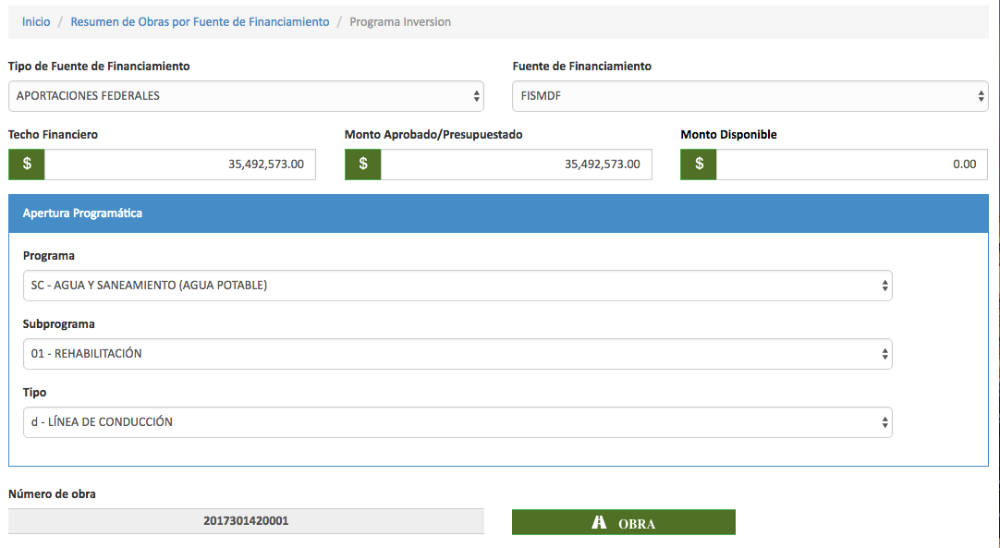 Inicio / Resumen de Obras por Fuente de Financiamiento / Programa Inversion
Tipo de Fuente de Financiamiento Fuente de Financiamiento
APORTACIONES FEDERALES FISMDF
Techo Financiero Monto Aprobado/Presupuestado Monto Disponible
$ 35,492,573.00 $ 35,492,573.00 $ 0.00
Apertura Programática
Programa
SC - AGUA Y SANEAMIENTO (AGUA POTABLE)
Subprograma
01 - REHABILITACIÓN
Tipo
d - LÍNEA DE CONDUCCIÓN
Número de obra
2017301420001 OBRA